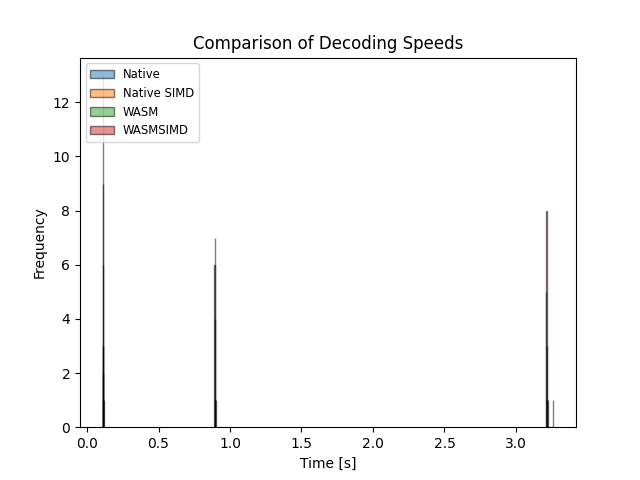 Comparison of Decoding Speeds
Native
Native SIMD
WASM
WASMSIMD
Frequency
12
10
8
6
4
2
0
0.0 0.5 1.0 1.5 2.0 2.5 3.0
Time [s]